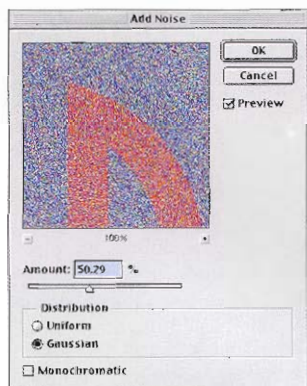 Add Noise
OK
Cancel
Preview
- 100% +
Amount: 50.29 %
Distribution
Uniform
Gaussian
Monochromatic